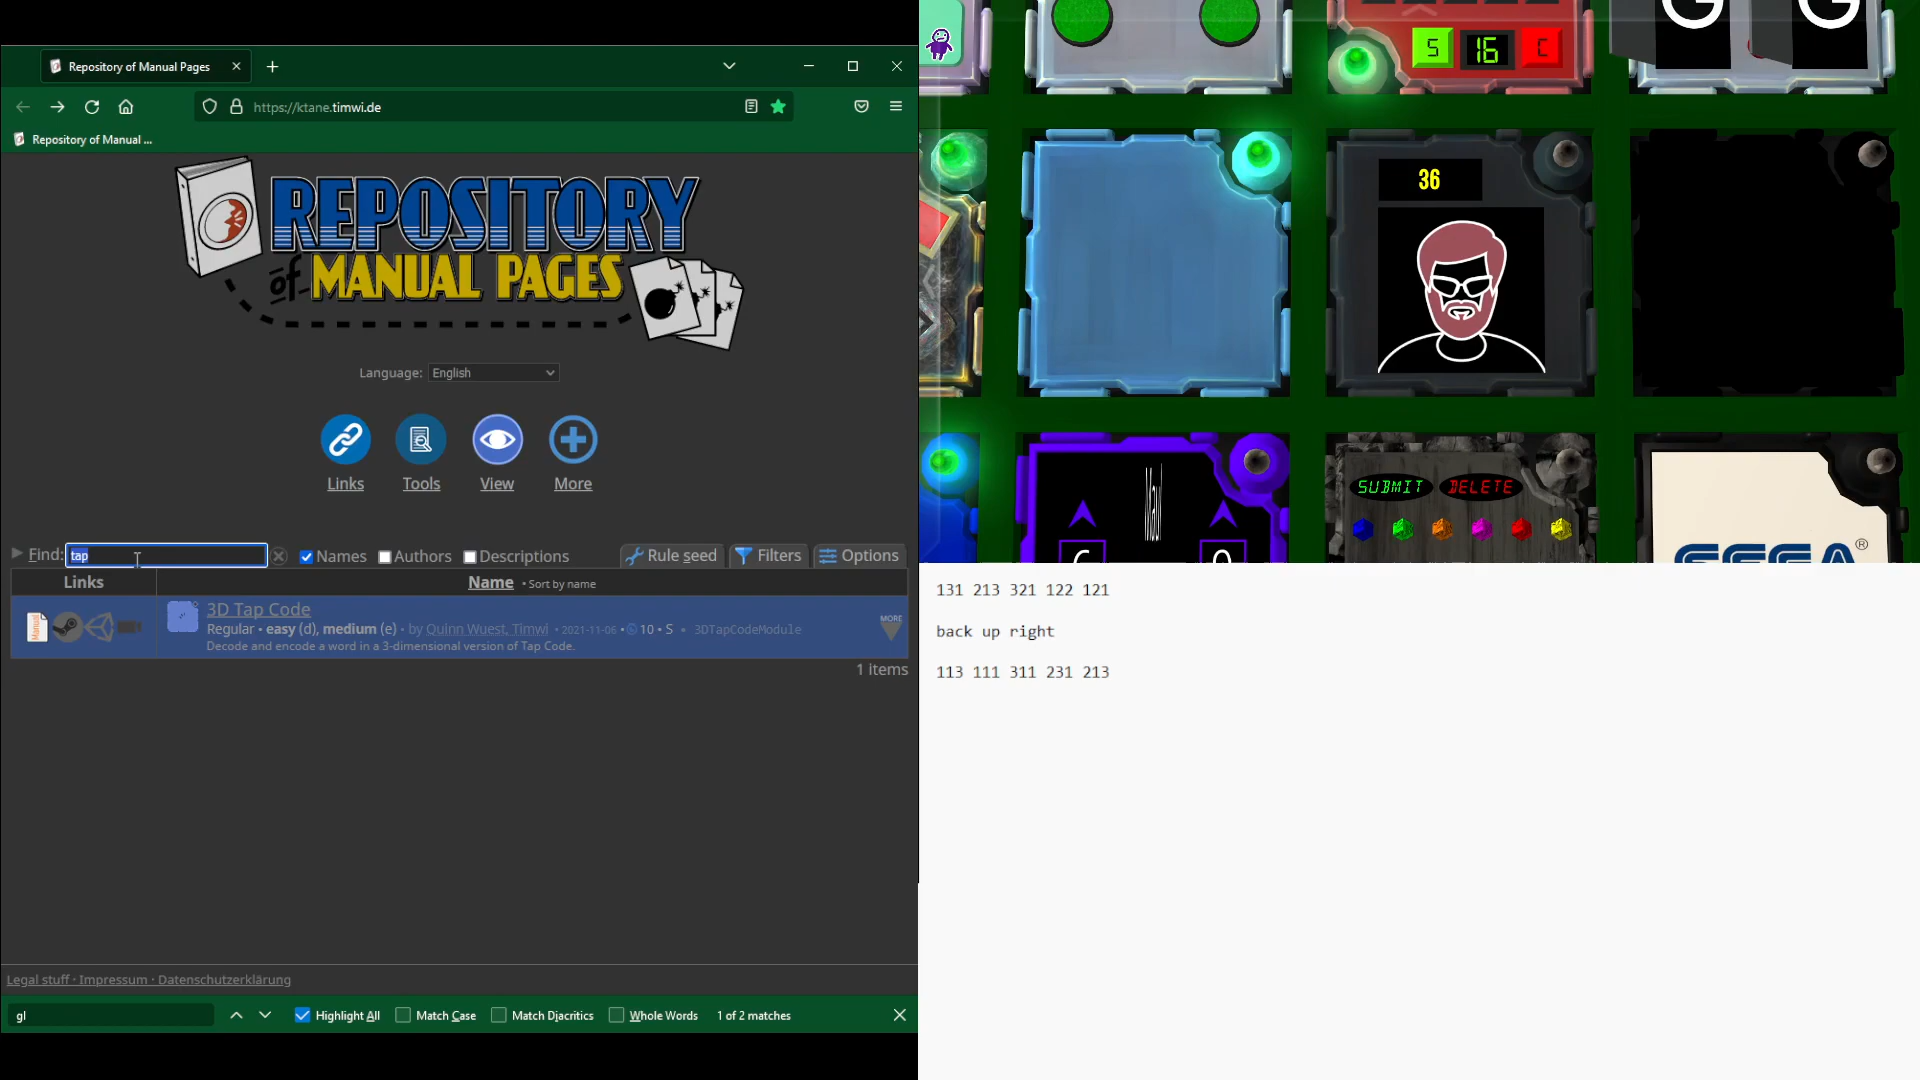 Repository of Manual Pages
https://ktane.timwi.de
Repository of Manual ...
REPOSITORY
of MANUAL PAGES
Language: English
Links Tools View More
Find: tap Names Authors Descriptions Rule seed Filters Options
Links Name • Sort by name
3D Tap Code
Regular • easy (d), medium (e) • by Quinn Wuest, Timwi • 2021-11-06 • 10 • S • 3DTapCodeModule
Decode and encode a word in a 3-dimensional version of Tap Code.
MORE
Manual
1 items
Legal stuff · Impressum · Datenschutzerklärung
gl Highlight All Match Case Match Diacritics Whole Words 1 of 2 matches
S 16 C
G G
36
SUBMIT DELETE
SEGA ®
131 213 321 122 121
back up right
113 111 311 231 213